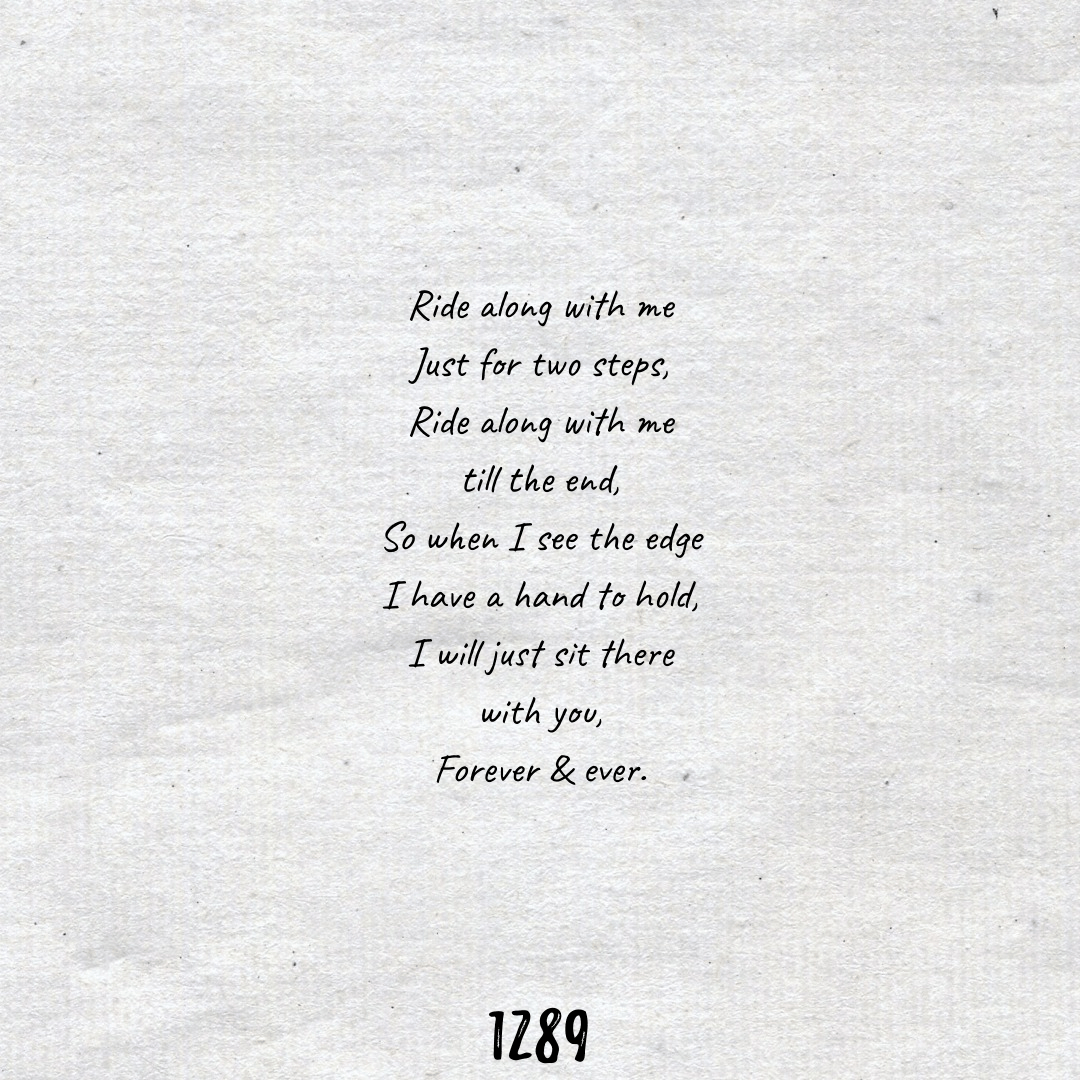 Ride along with me
Just for two steps,
Ride along with me
till the end,
So when I see the edge
I have a hand to hold,
I will just sit there
with you,
Forever & ever.
1289